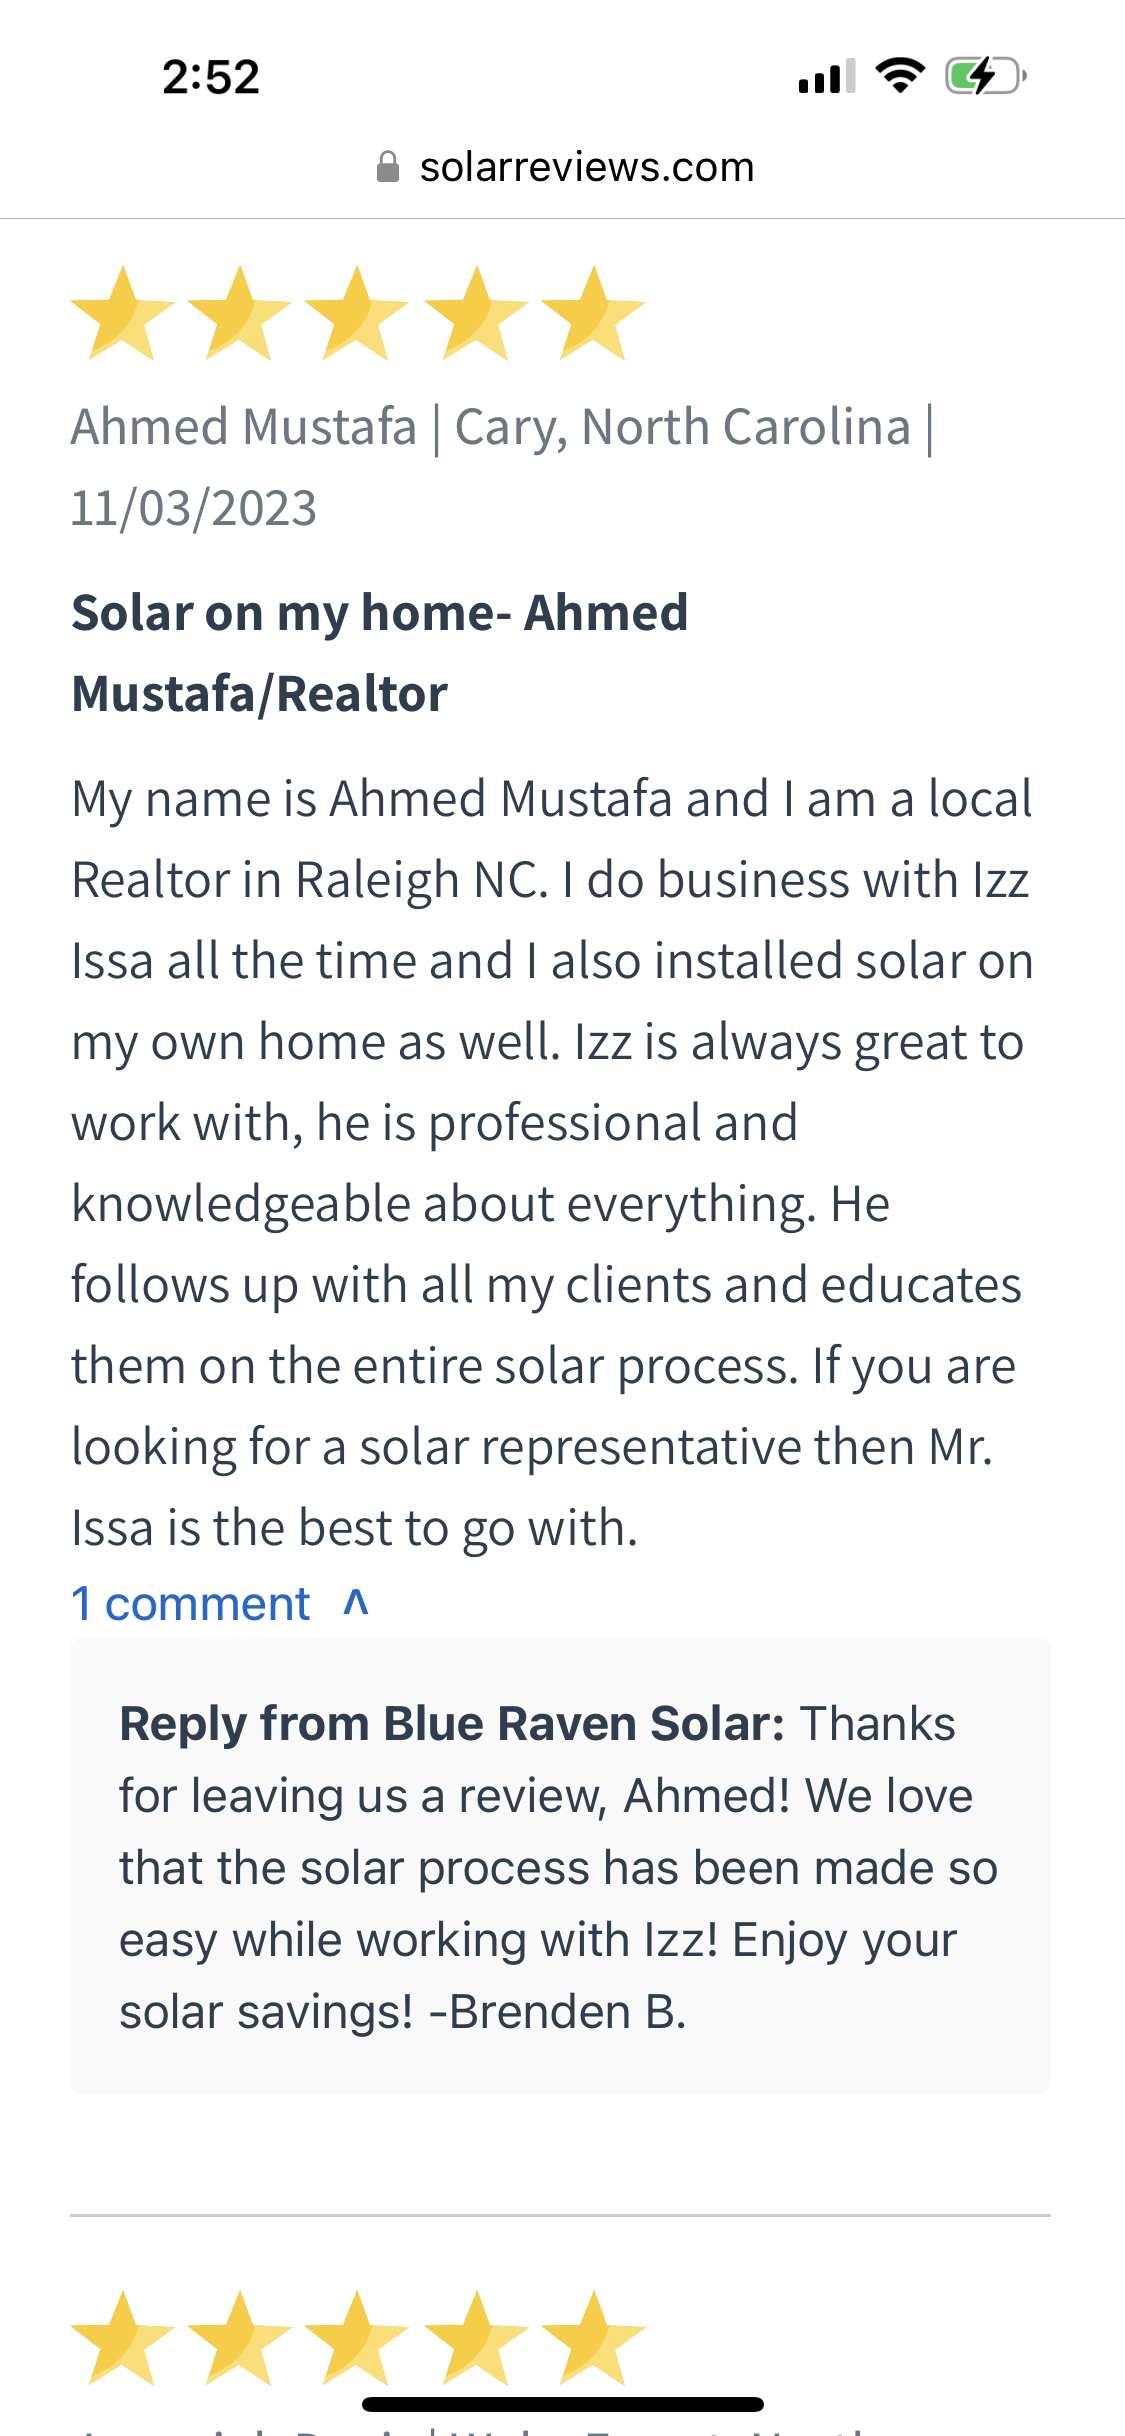 2:52
solarreviews.com
Ahmed Mustafa | Cary, North Carolina |
11/03/2023
Solar on my home- Ahmed
Mustafa/Realtor
My name is Ahmed Mustafa and I am a local
Realtor in Raleigh NC. I do business with Izz
Issa all the time and I also installed solar on
my own home as well. Izz is always great to
work with, he is professional and
knowledgeable about everything. He
follows up with all my clients and educates
them on the entire solar process. If you are
looking for a solar representative then Mr.
Issa is the best to go with.
1 comment ^
Reply from Blue Raven Solar: Thanks
for leaving us a review, Ahmed! We love
that the solar process has been made so
easy while working with Izz! Enjoy your
solar savings! -Brenden B.